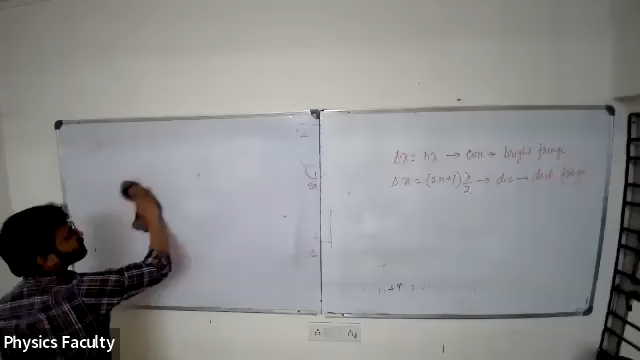 Δx = nλ → con → bright fringe
Δx = (2n+1) λ/2 → dis → dark fringe
Physics Faculty